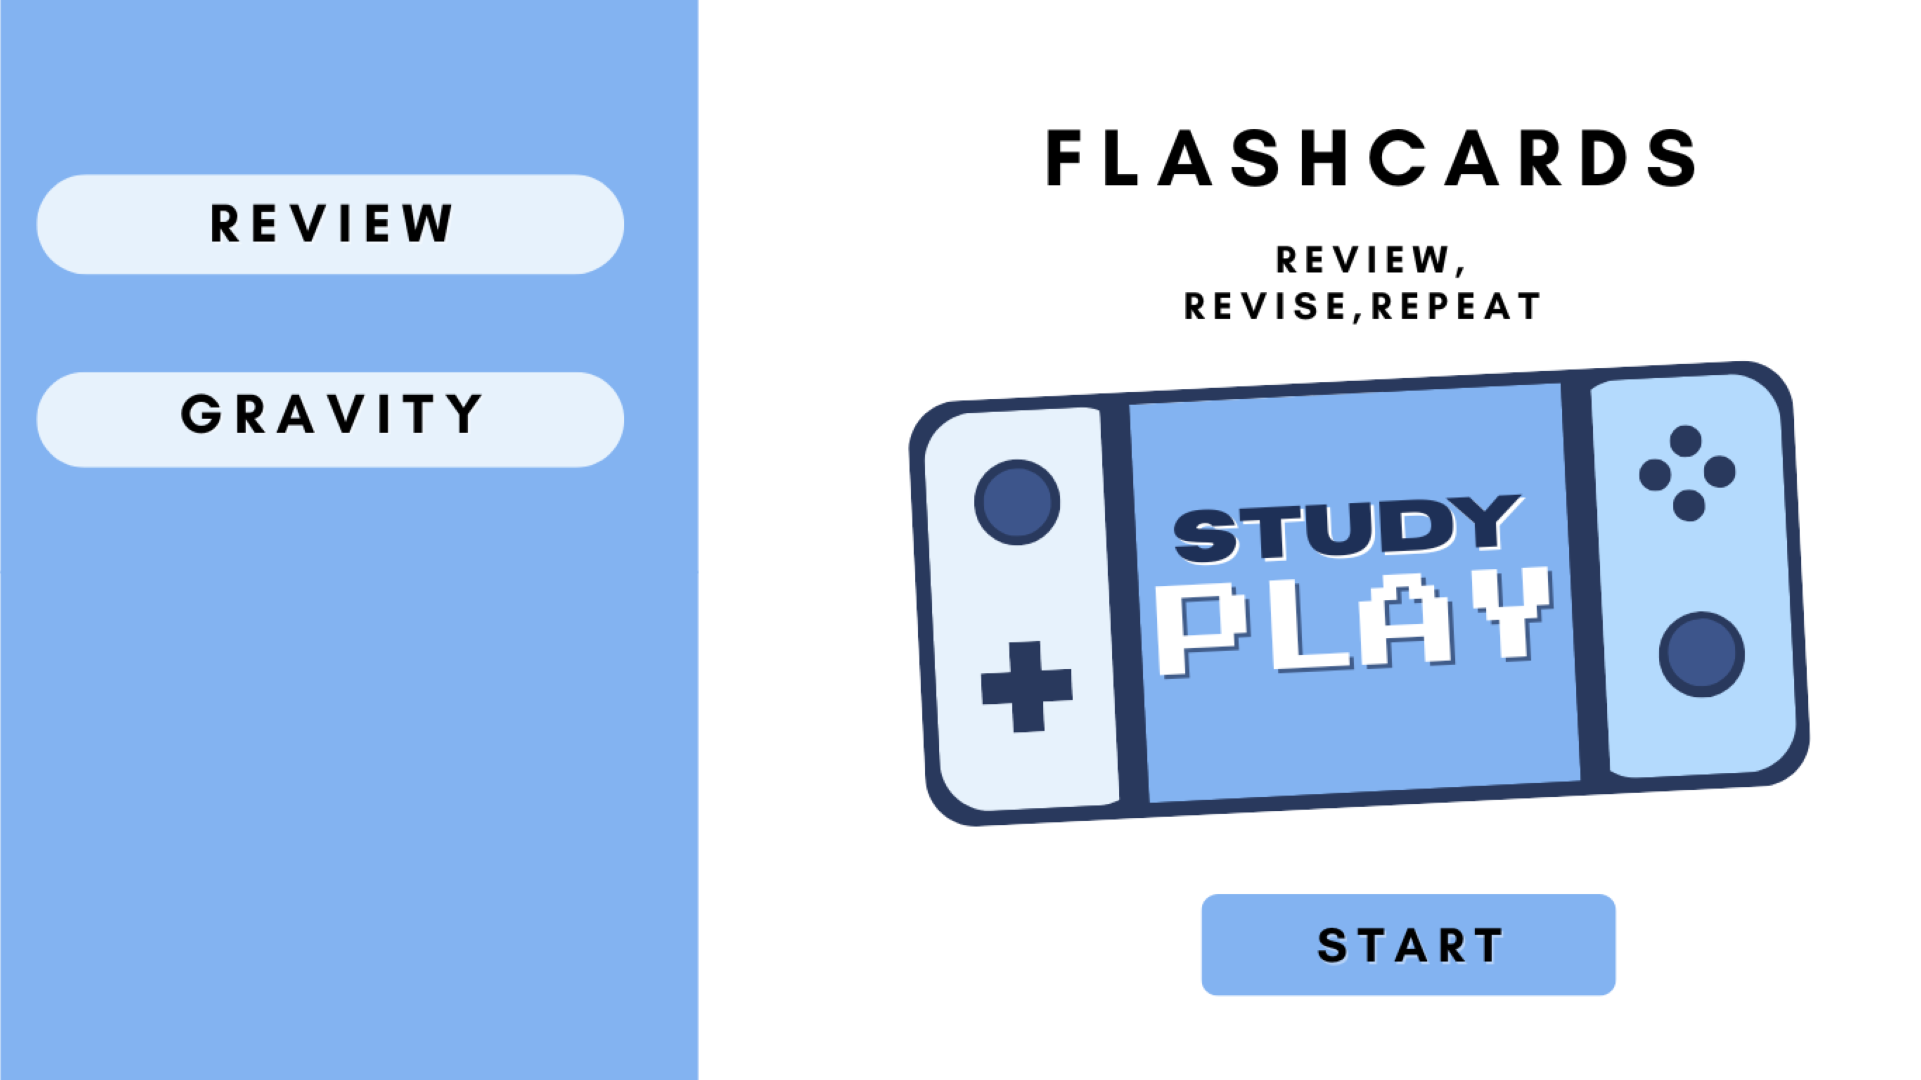 REVIEW
GRAVITY
FLASHCARDS
REVIEW,
REVISE,REPEAT
STUDY
PLAY
START